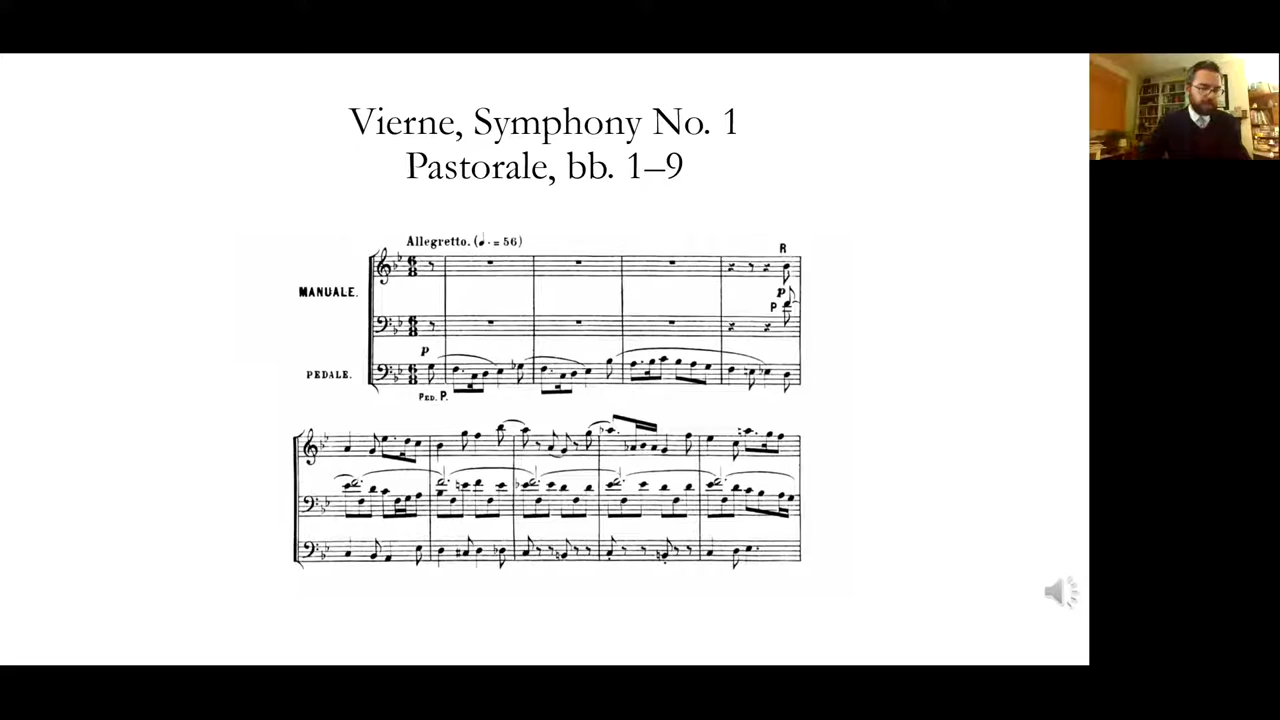 Vierne, Symphony No. 1
Pastorale, bb. 1–9
Allegretto. (♩. = 56)
R
MANUALE.
p
P
p
PEDALE.
PED. P.